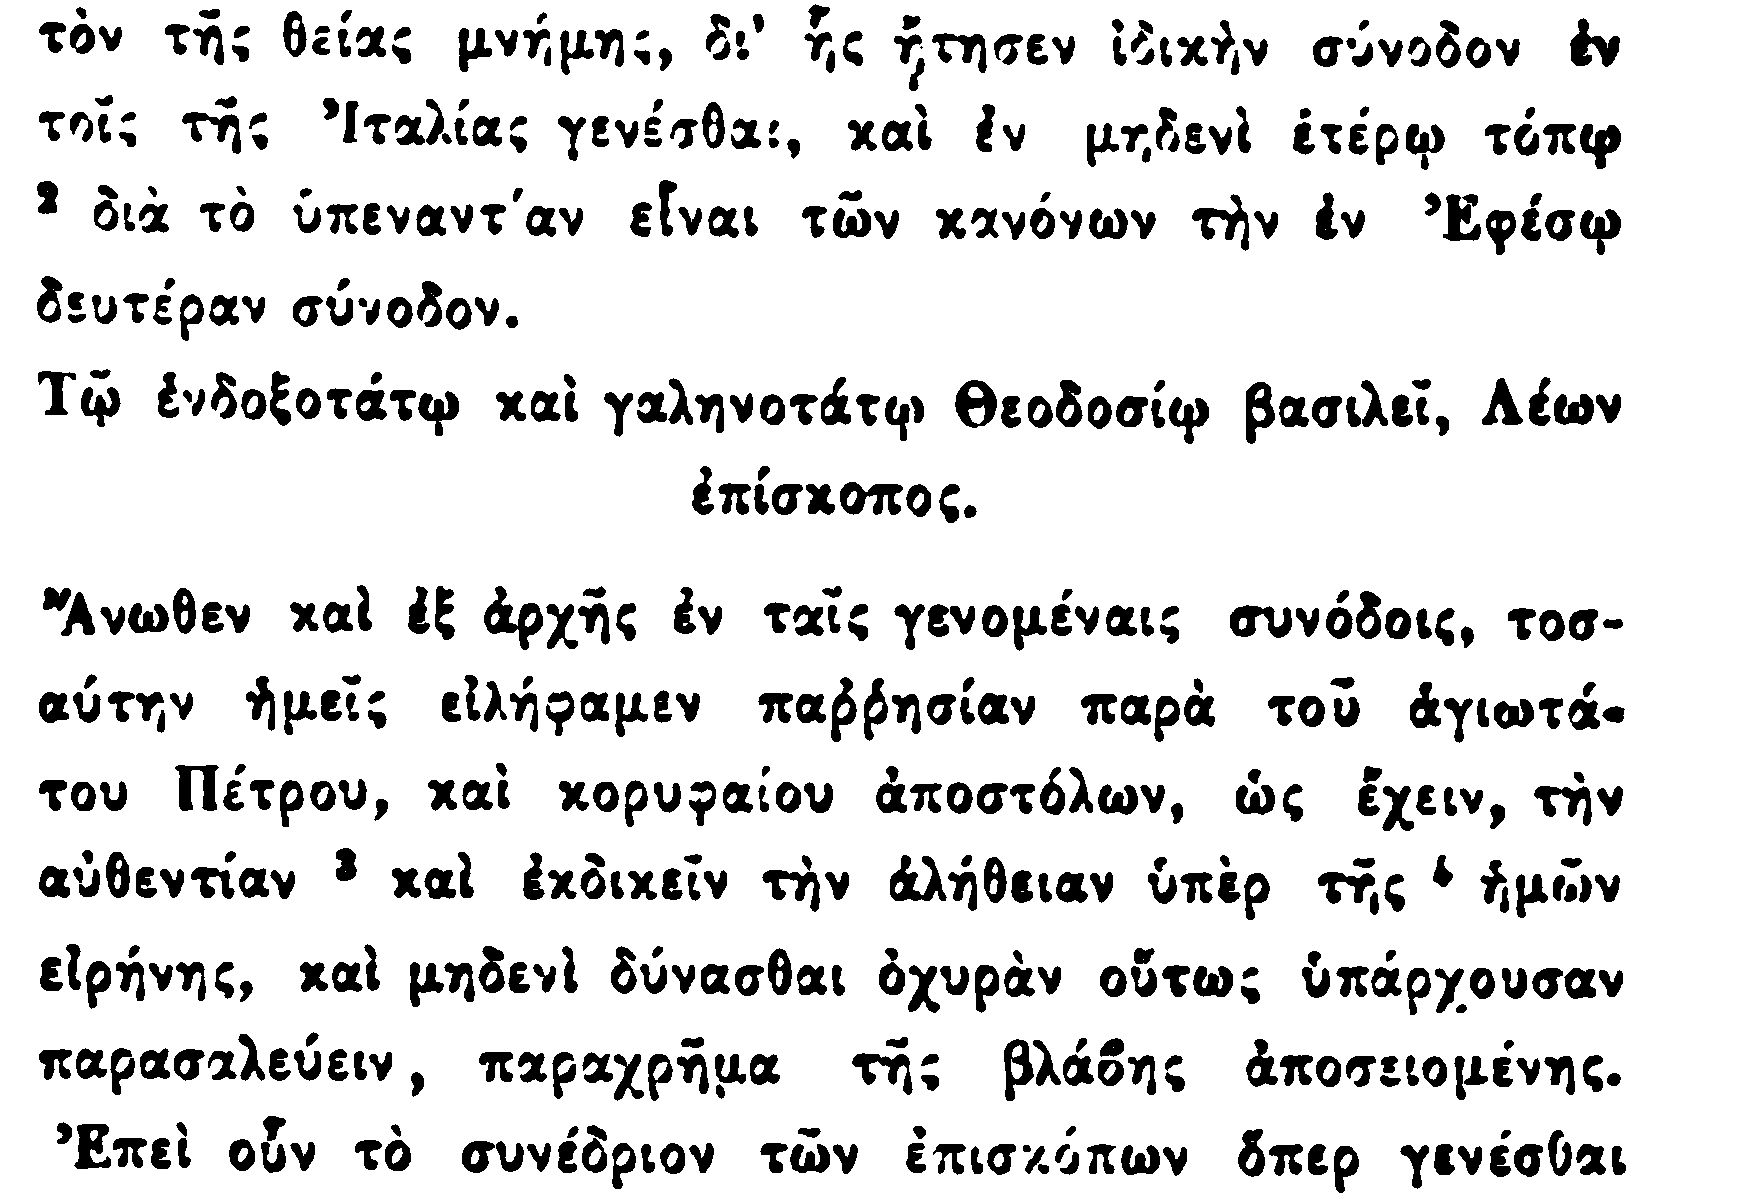 τὸν τῆς θείας μνήμης, δι' ἧς ᾔτησεν ἰδικὴν σύνοδον ἐν
τοῖς τῆς Ἰταλίας γενέσθαι, καὶ ἐν μηδενὶ ἑτέρῳ τόπῳ
² διὰ τὸ ὑπεναντ´αν εἶναι τῶν κανόνων τὴν ἐν Ἐφέσῳ
δευτέραν σύνοδον.
Τῷ ἐνδοξοτάτῳ καὶ γαληνοτάτῳ Θεοδοσίῳ βασιλεῖ, Λέων
ἐπίσκοπος.
Ἄνωθεν καὶ ἐξ ἀρχῆς ἐν ταῖς γενομέναις συνόδοις, τοσ-
αύτην ἡμεῖς εἰλήφαμεν παῤῥησίαν παρὰ τοῦ ἁγιωτά-
του Πέτρου, καὶ κορυφαίου ἀποστόλων, ὡς ἔχειν, τὴν
αὐθεντίαν ³ καὶ ἐκδικεῖν τὴν ἀλήθειαν ὑπὲρ τῆς ⁴ ἡμῶν
εἰρήνης, καὶ μηδενὶ δύνασθαι ὀχυρὰν οὕτως ὑπάρχουσαν
παρασαλεύειν, παραχρῆμα τῆς βλάβης ἀποσειομένης.
Ἐπεὶ οὖν τὸ συνέδριον τῶν ἐπισκόπων ὅπερ γενέσθαι